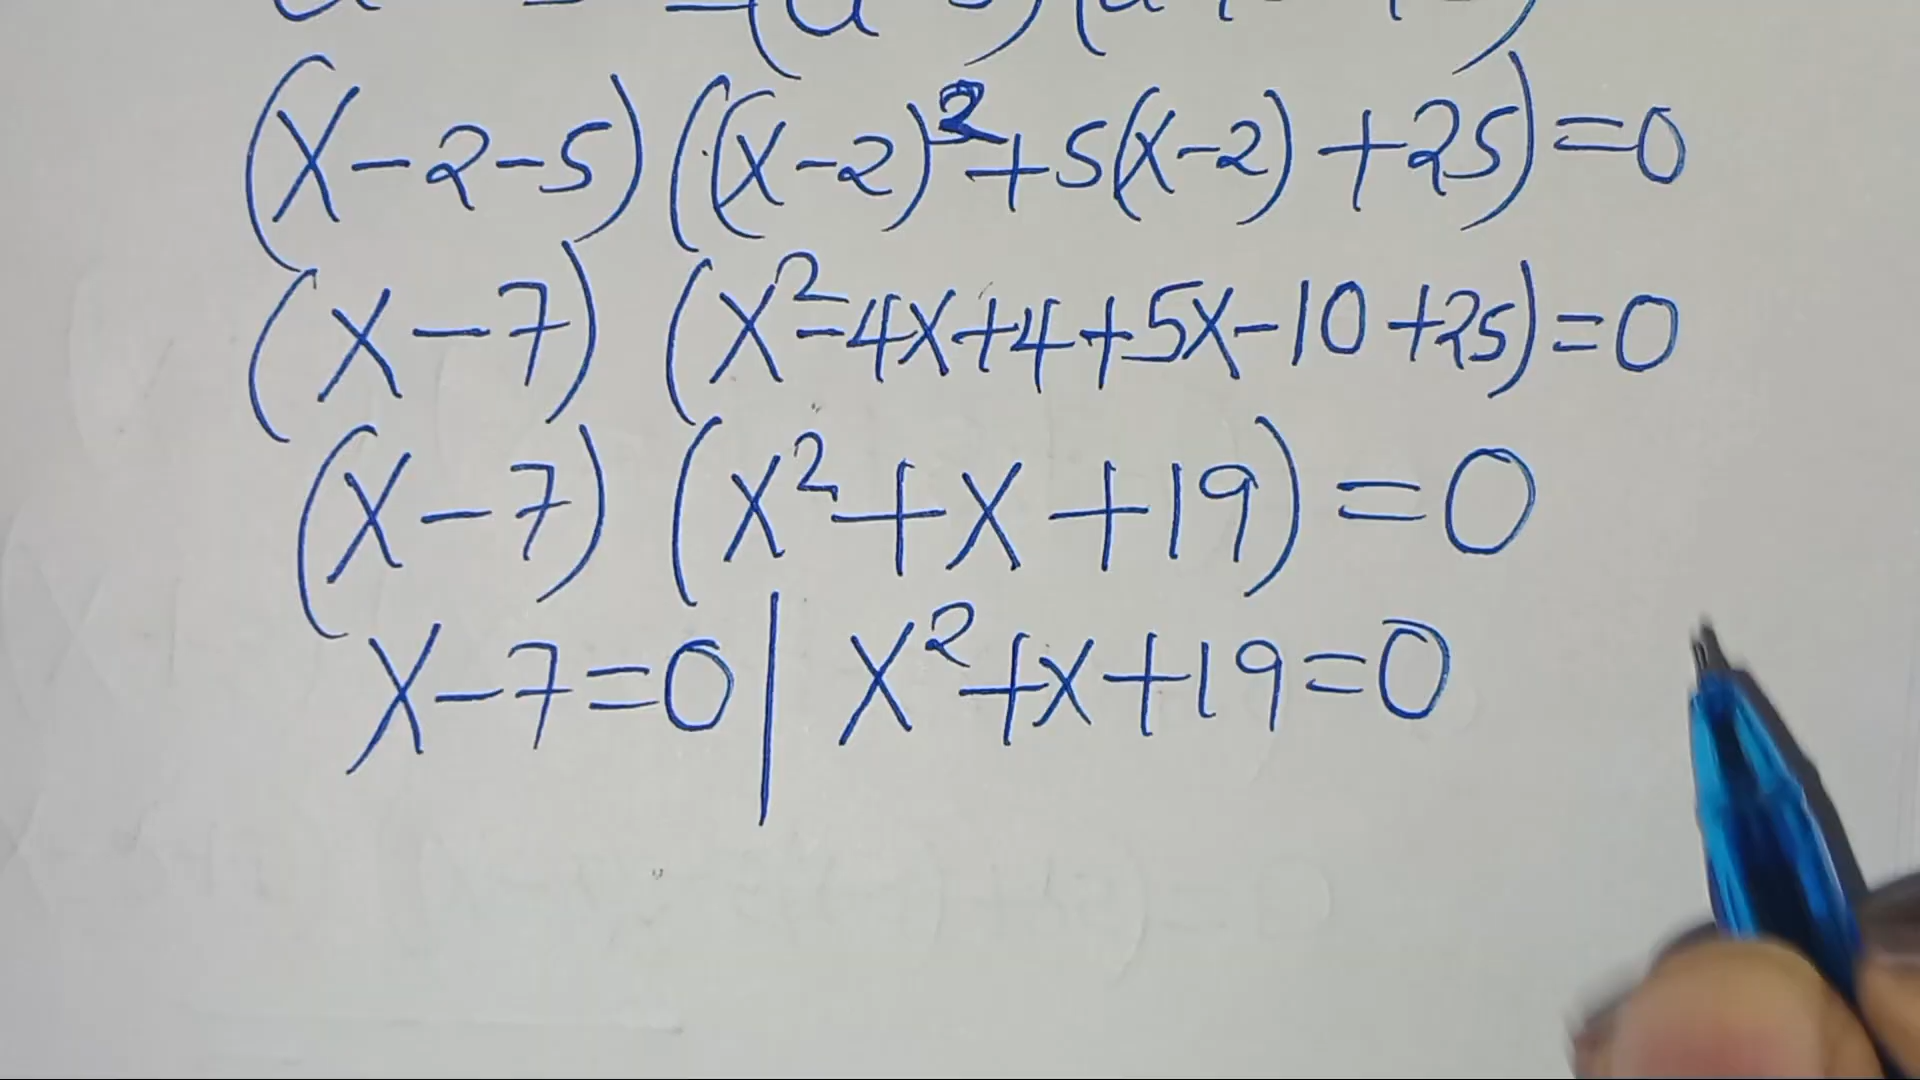 (x-2-5)((x-2)²+5(x-2)+25)=0
(x-7)(x²-4x+4+5x-10+25)=0
(x-7)(x²+x+19)=0
x-7=0 | x²+x+19=0